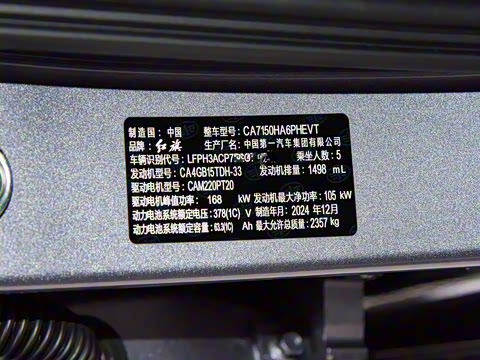 制造国：中国 整车型号：CA7150HA6PHEVT
品牌：红旗 生产厂名：中国第一汽车集团有限公司
车辆识别代号：LFPH3ACP7 乘坐人数：5
发动机型号：CA4GB15TDH-33 发动机排量：1498 mL
驱动电机型号：CAM220PT20
驱动电机峰值功率：168 kW 发动机最大净功率：105 kW
动力电池系统额定电压：378(1C) V 制造年月：2024 年12月
动力电池系统额定容量：63.3(1C) Ah 最大允许总质量：2357 kg